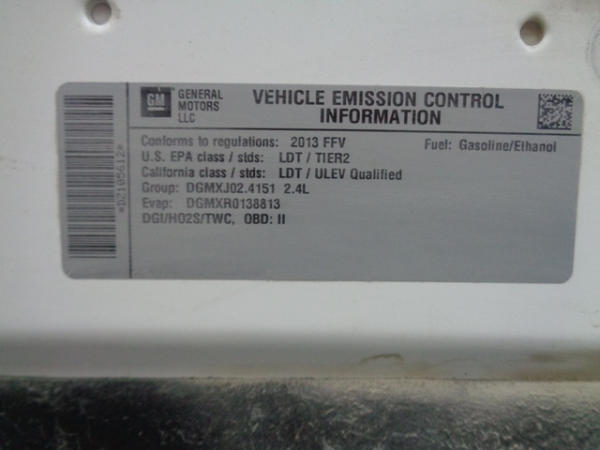 GM
GENERAL
MOTORS
LLC
VEHICLE EMISSION CONTROL
INFORMATION
Conforms to regulations: 2013 FFV
Fuel: Gasoline/Ethanol
U.S. EPA class / stds: LDT / TIER2
California class / stds: LDT / ULEV Qualified
Group: DGMXJ02.4151 2.4L
Evap: DGMXR0138813
DGI/HO2S/TWC, OBD: II
*DZ105612*